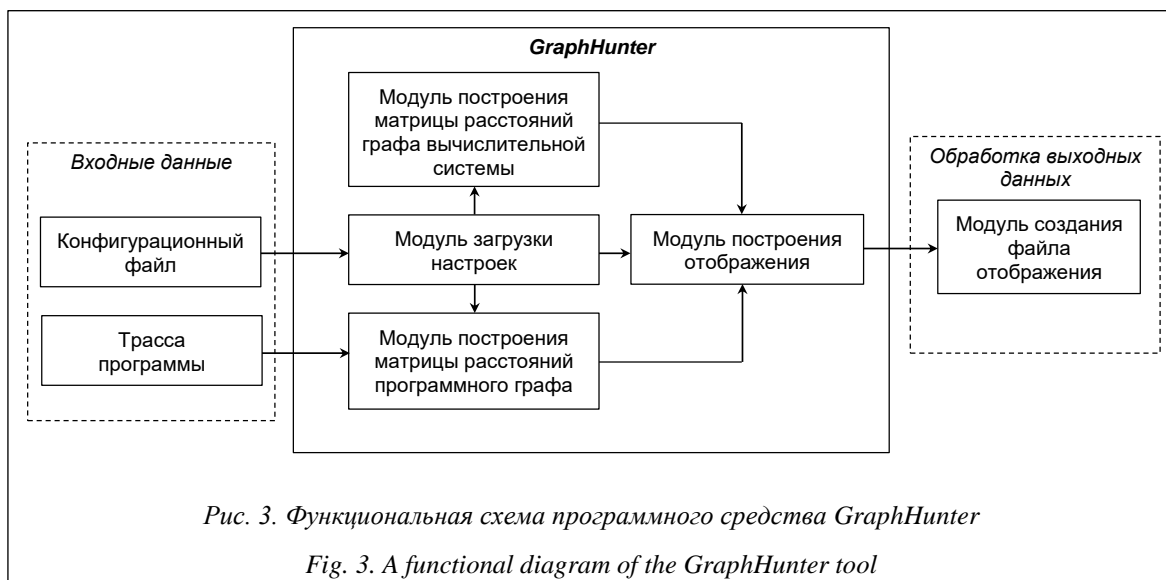 GraphHunter
Модуль построения
матрицы расстояний
графа вычислительной
системы
Входные данные
Конфигурационный
файл
Трасса
программы
Модуль загрузки
настроек
Модуль построения
матрицы расстояний
программного графа
Модуль построения
отображения
Обработка выходных
данных
Модуль создания
файла
отображения
Рис. 3. Функциональная схема программного средства GraphHunter
Fig. 3. A functional diagram of the GraphHunter tool